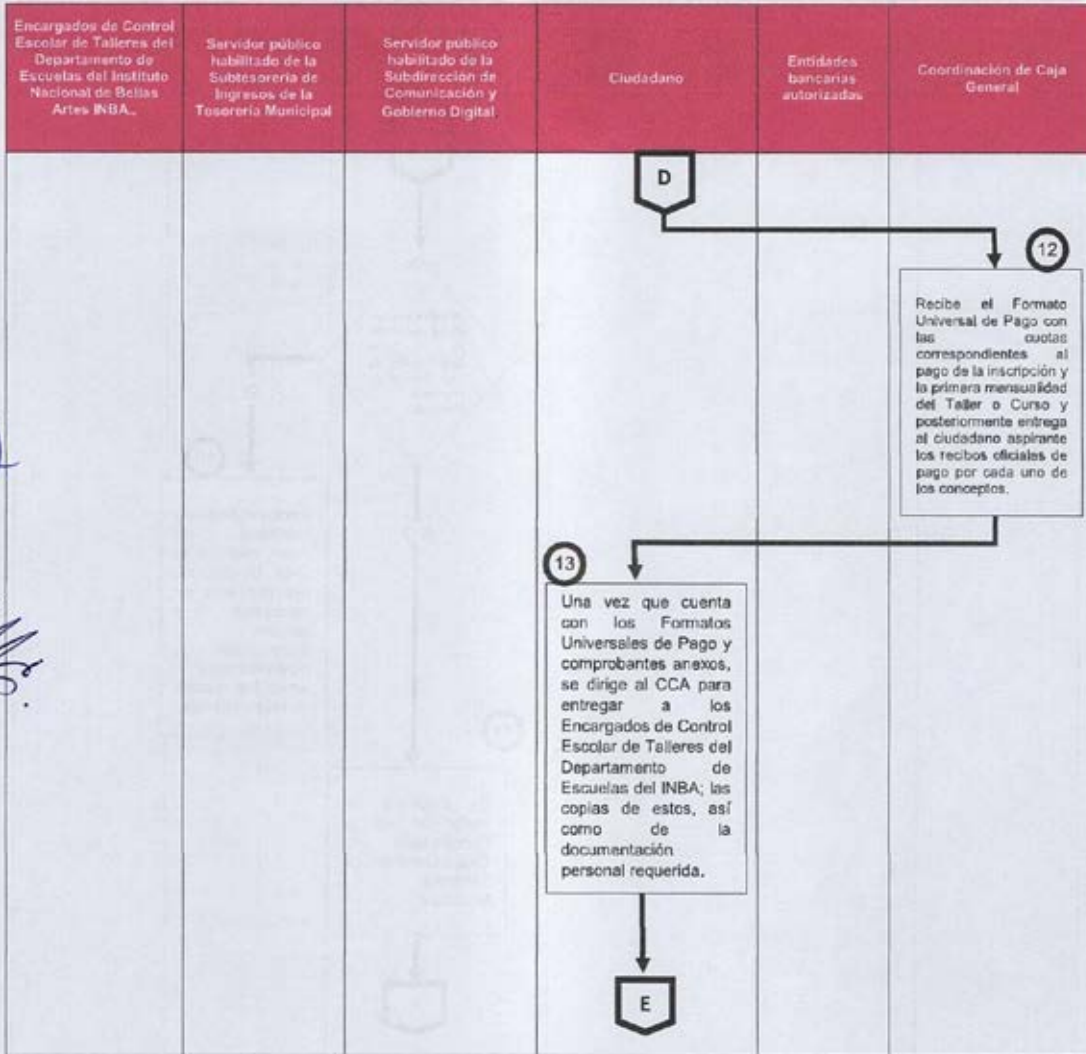 Encargados de Control
Escolar de Talleres del
Departamento de
Escuelas del Instituto
Nacional de Bellas
Artes INBA..
Servidor público
habilitado de la
Subtesorería de
Ingresos de la
Tesorería Municipal
Servidor público
habilitado de la
Subdirección de
Comunicación y
Gobierno Digital
Ciudadano
Entidades
bancarias
autorizadas
Coordinación de Caja
General
D
12
Recibe el Formato
Universal de Pago con
las cuotas
correspondientes al
pago de la inscripción y
la primera mensualidad
del Taller o Curso y
posteriormente entrega
al ciudadano aspirante
los recibos oficiales de
pago por cada uno de
los conceptos.
13
Una vez que cuenta
con los Formatos
Universales de Pago y
comprobantes anexos,
se dirige al CCA para
entregar a los
Encargados de Control
Escolar de Talleres del
Departamento de
Escuelas del INBA; las
copias de estos, así
como de la
documentación
personal requerida.
E